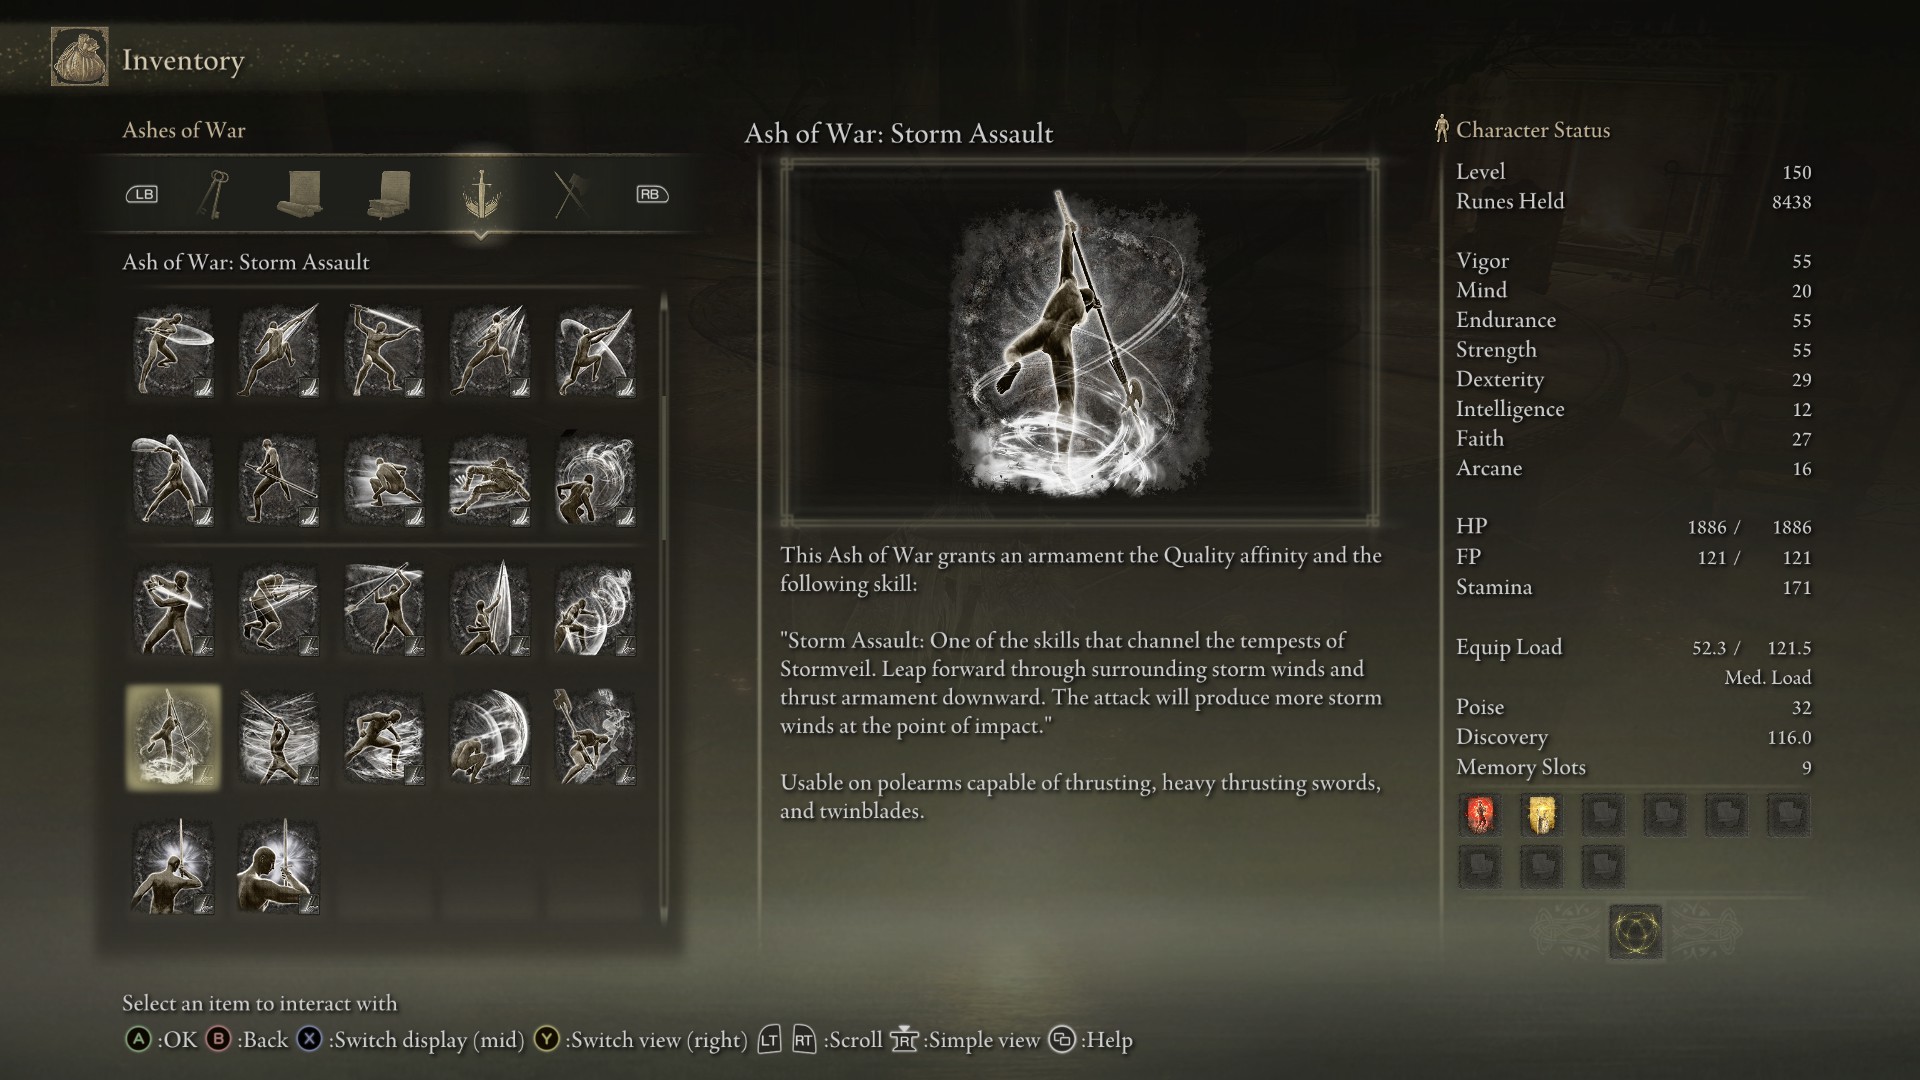 Inventory
Ashes of War
LB
RB
Ash of War: Storm Assault
Ash of War: Storm Assault
This Ash of War grants an armament the Quality affinity and the
following skill:
"Storm Assault: One of the skills that channel the tempests of
Stormveil. Leap forward through surrounding storm winds and
thrust armament downward. The attack will produce more storm
winds at the point of impact."
Usable on polearms capable of thrusting, heavy thrusting swords,
and twinblades.
Character Status
Level 150
Runes Held 8438
Vigor 55
Mind 20
Endurance 55
Strength 55
Dexterity 29
Intelligence 12
Faith 27
Arcane 16
HP 1886 / 1886
FP 121 / 121
Stamina 171
Equip Load 52.3 / 121.5
Med. Load
Poise 32
Discovery 116.0
Memory Slots 9
Select an item to interact with
A :OK B :Back X :Switch display (mid) Y :Switch view (right) LT RT :Scroll R :Simple view :Help